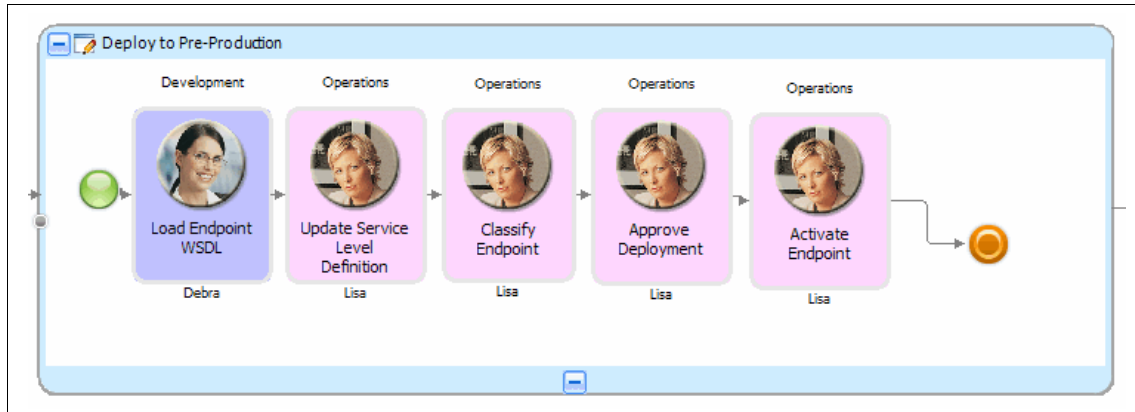 Deploy to Pre-Production
Development
Operations
Operations
Operations
Operations
Load Endpoint
WSDL
Update Service
Level
Definition
Classify
Endpoint
Approve
Deployment
Activate
Endpoint
Debra
Lisa
Lisa
Lisa
Lisa